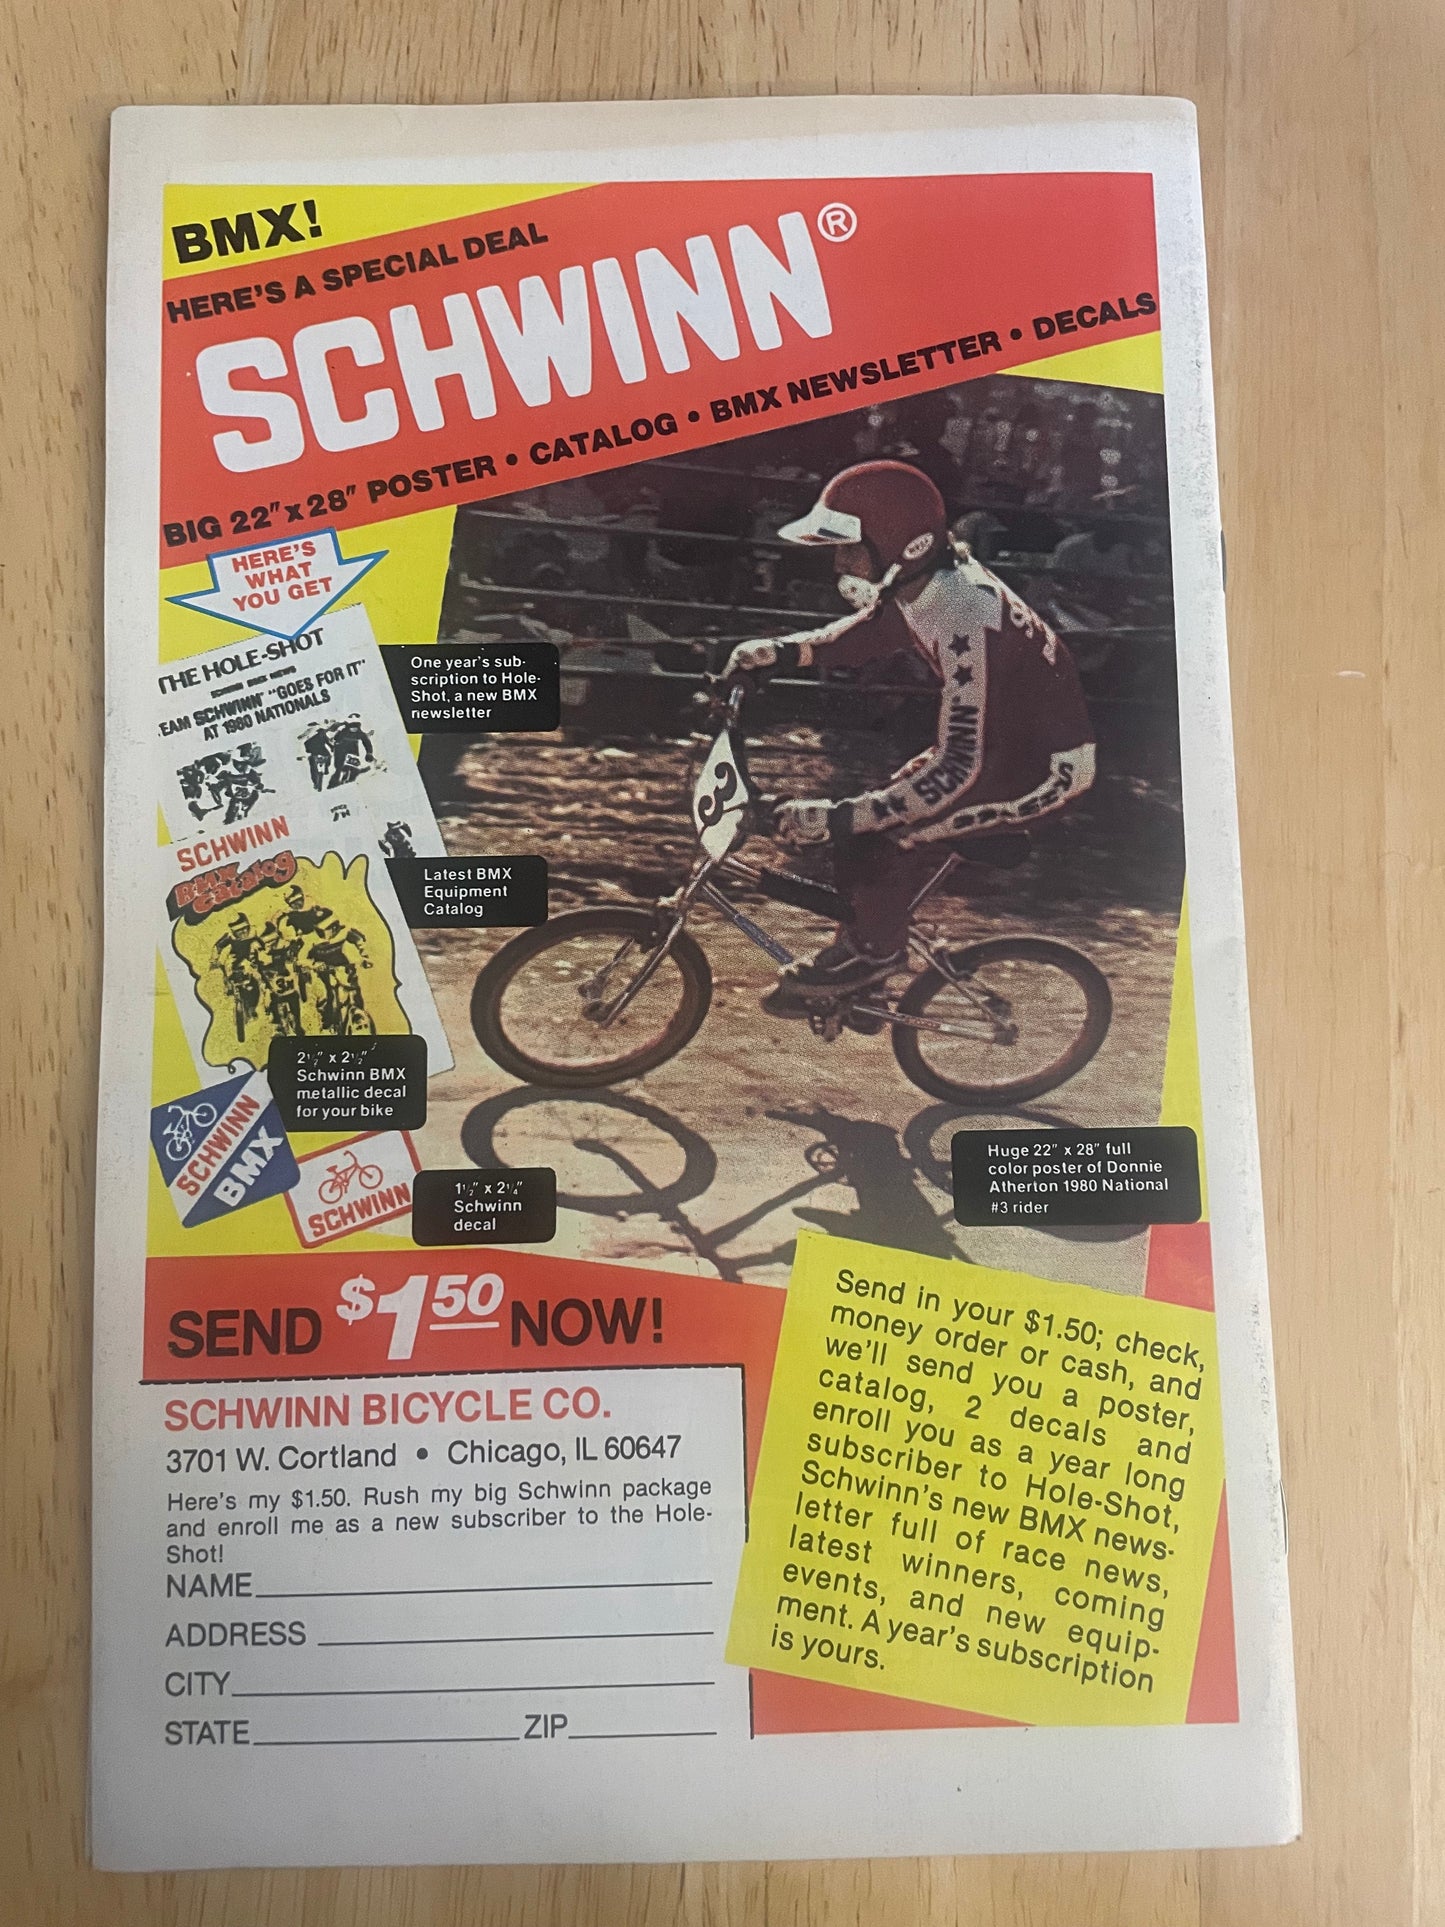 BMX!
HERE'S A SPECIAL DEAL
SCHWINN®
BIG 22" x 28" POSTER • CATALOG • BMX NEWSLETTER • DECALS
HERE'S
WHAT
YOU GET
THE HOLE-SHOT
SCHWINN BMX NEWS
TEAM SCHWINN "GOES FOR IT"
AT 1980 NATIONALS
One year's sub-
scription to Hole-
Shot, a new BMX
newsletter
SCHWINN
BMX
Catalog
Latest BMX
Equipment
Catalog
2½" x 2½"
Schwinn BMX
metallic decal
for your bike
SCHWINN
BMX
SCHWINN
1½" x 2¼"
Schwinn
decal
3
SCHWINN
Huge 22" x 28" full
color poster of Donnie
Atherton 1980 National
#3 rider
SEND $1.50 NOW!
SCHWINN BICYCLE CO.
3701 W. Cortland • Chicago, IL 60647
Here's my $1.50. Rush my big Schwinn package
and enroll me as a new subscriber to the Hole-
Shot!
NAME
ADDRESS
CITY
STATE ZIP
Send in your $1.50; check,
money order or cash, and
we'll send you a poster,
catalog, 2 decals and
enroll you as a year long
subscriber to Hole-Shot,
Schwinn's new BMX news-
letter full of race news,
latest winners, coming
events, and new equip-
ment. A year's subscription
is yours.